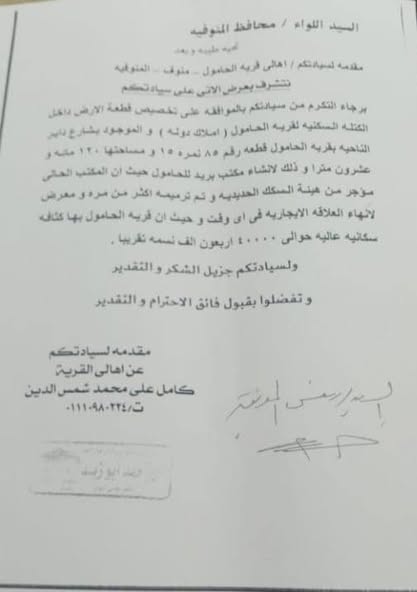 السيد اللواء / محافظ المنوفيه
تحيه طيبه و بعد
مقدمه لسيادتكم / اهالى قريه الحامول – منوف – المنوفيه
نتشرف بعرض الاتى على سيادتكم
برجاء التكرم من سيادتكم بالموافقه على تخصيص قطعة الارض داخل
الكتله السكنيه لقريه الحامول ( املاك دوله ) و الموجود بشارع داير
الناحيه بقريه الحامول قطعه رقم ٨٥ نمره ١٥ و مساحتها ١٢٠ مائه و
عشرون مترا و ذلك لانشاء مكتب بريد للحامول حيث ان المكتب الحالى
مؤجر من هيئة السكك الحديديه و تم ترميمه اكثر من مره و معرض
لانهاء العلاقه الايجاريه فى اى وقت و حيث ان قريه الحامول بها كثافه
سكانيه عاليه حوالى ٤٠٠٠٠ اربعون الف نسمه تقريبا .
ولسيادتكم جزيل الشكر و التقدير
و تفضلوا بقبول فائق الاحترام و التقدير
مقدمه لسيادتكم
عن اهالى القرية
كامل على محمد شمس الدين
ت/٠١١١٠٩٨٠٢٢٤